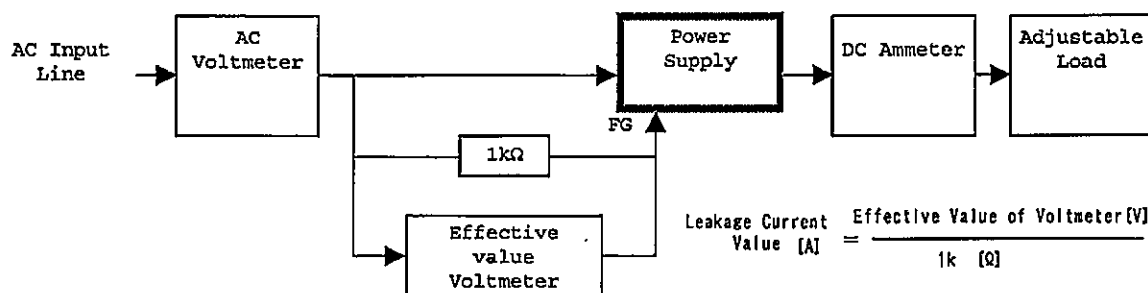 AC Input
Line
AC
Voltmeter
Power
Supply
DC Ammeter
Adjustable
Load
FG
1kΩ
Effective
value
Voltmeter
Leakage Current
Value [A]
=
Effective Value of Voltmeter[V]
1k [Ω]